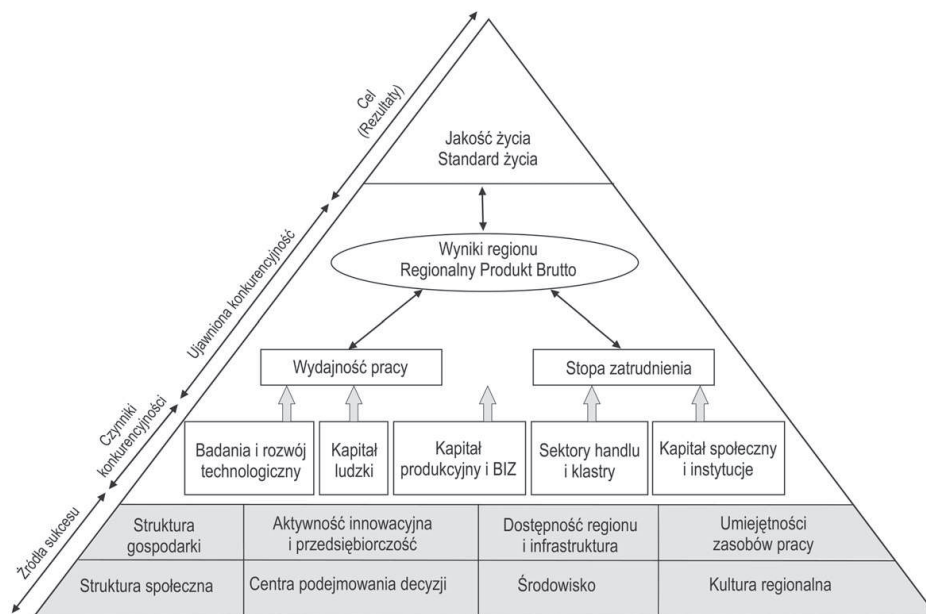 Cel
(Rezultaty)
Jakość życia
Standard życia
Ujawniona konkurencyjność
Wyniki regionu
Regionalny Produkt Brutto
Wydajność pracy
Stopa zatrudnienia
Czynniki
konkurencyjności
Badania i rozwój
technologiczny
Kapitał
ludzki
Kapitał
produkcyjny i BIZ
Sektory handlu
i klastry
Kapitał społeczny
i instytucje
Źródła sukcesu
Struktura
gospodarki
Aktywność innowacyjna
i przedsiębiorczość
Dostępność regionu
i infrastruktura
Umiejętności
zasobów pracy
Struktura społeczna
Centra podejmowania decyzji
Środowisko
Kultura regionalna